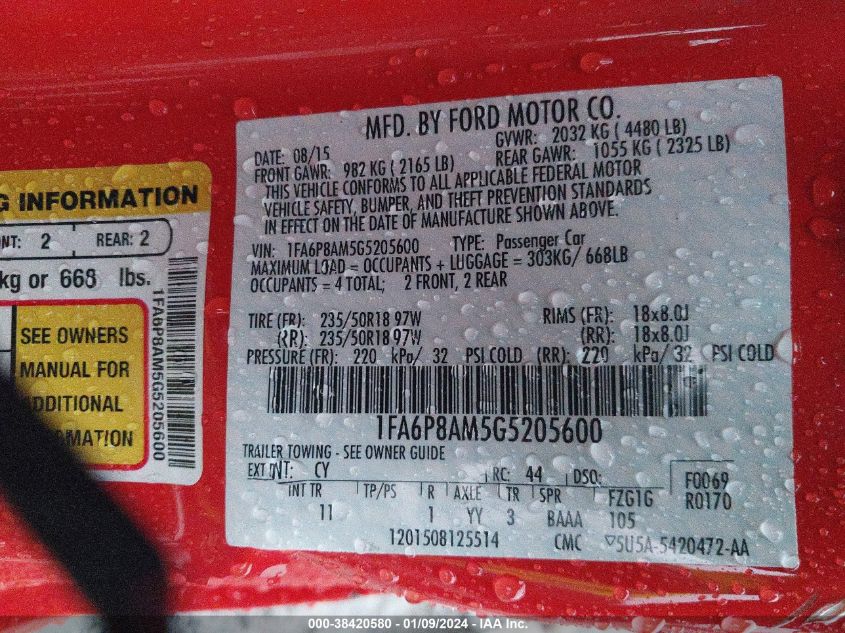 MFD. BY FORD MOTOR CO.
DATE: 08/15 GVWR: 2032 KG ( 4480 LB)
FRONT GAWR: 982 KG ( 2165 LB) REAR GAWR: 1055 KG ( 2325 LB)
THIS VEHICLE CONFORMS TO ALL APPLICABLE FEDERAL MOTOR
VEHICLE SAFETY, BUMPER, AND THEFT PREVENTION STANDARDS
IN EFFECT ON THE DATE OF MANUFACTURE SHOWN ABOVE.
VIN: 1FA6P8AM5G5205600 TYPE: Passenger Car
MAXIMUM LOAD = OCCUPANTS + LUGGAGE = 303KG/ 668LB
OCCUPANTS = 4 TOTAL; 2 FRONT, 2 REAR
TIRE (FR): 235/50R18 97W RIMS (FR): 18x8.0J
(RR): 235/50R18 97W (RR): 18x8.0J
PRESSURE (FR): 220 kPa/ 32 PSI COLD (RR): 220 kPa/ 32 PSI COLD
1FA6P8AM5G5205600
TRAILER TOWING - SEE OWNER GUIDE
EXT PNT: CY RC: 44 DSO: F0069
INT TR TP/PS R AXLE TR SPR FZG1G R0170
11 1 YY 3 BAAA 105
1201508125514 CMC ▽5U5A-5420472-AA
G INFORMATION
NT: 2 REAR: 2
kg or 668 lbs.
SEE OWNERS
MANUAL FOR
ADDITIONAL
MATION
1FA6P8AM5G5205600
000-38420580 - 01/09/2024 - IAA Inc.